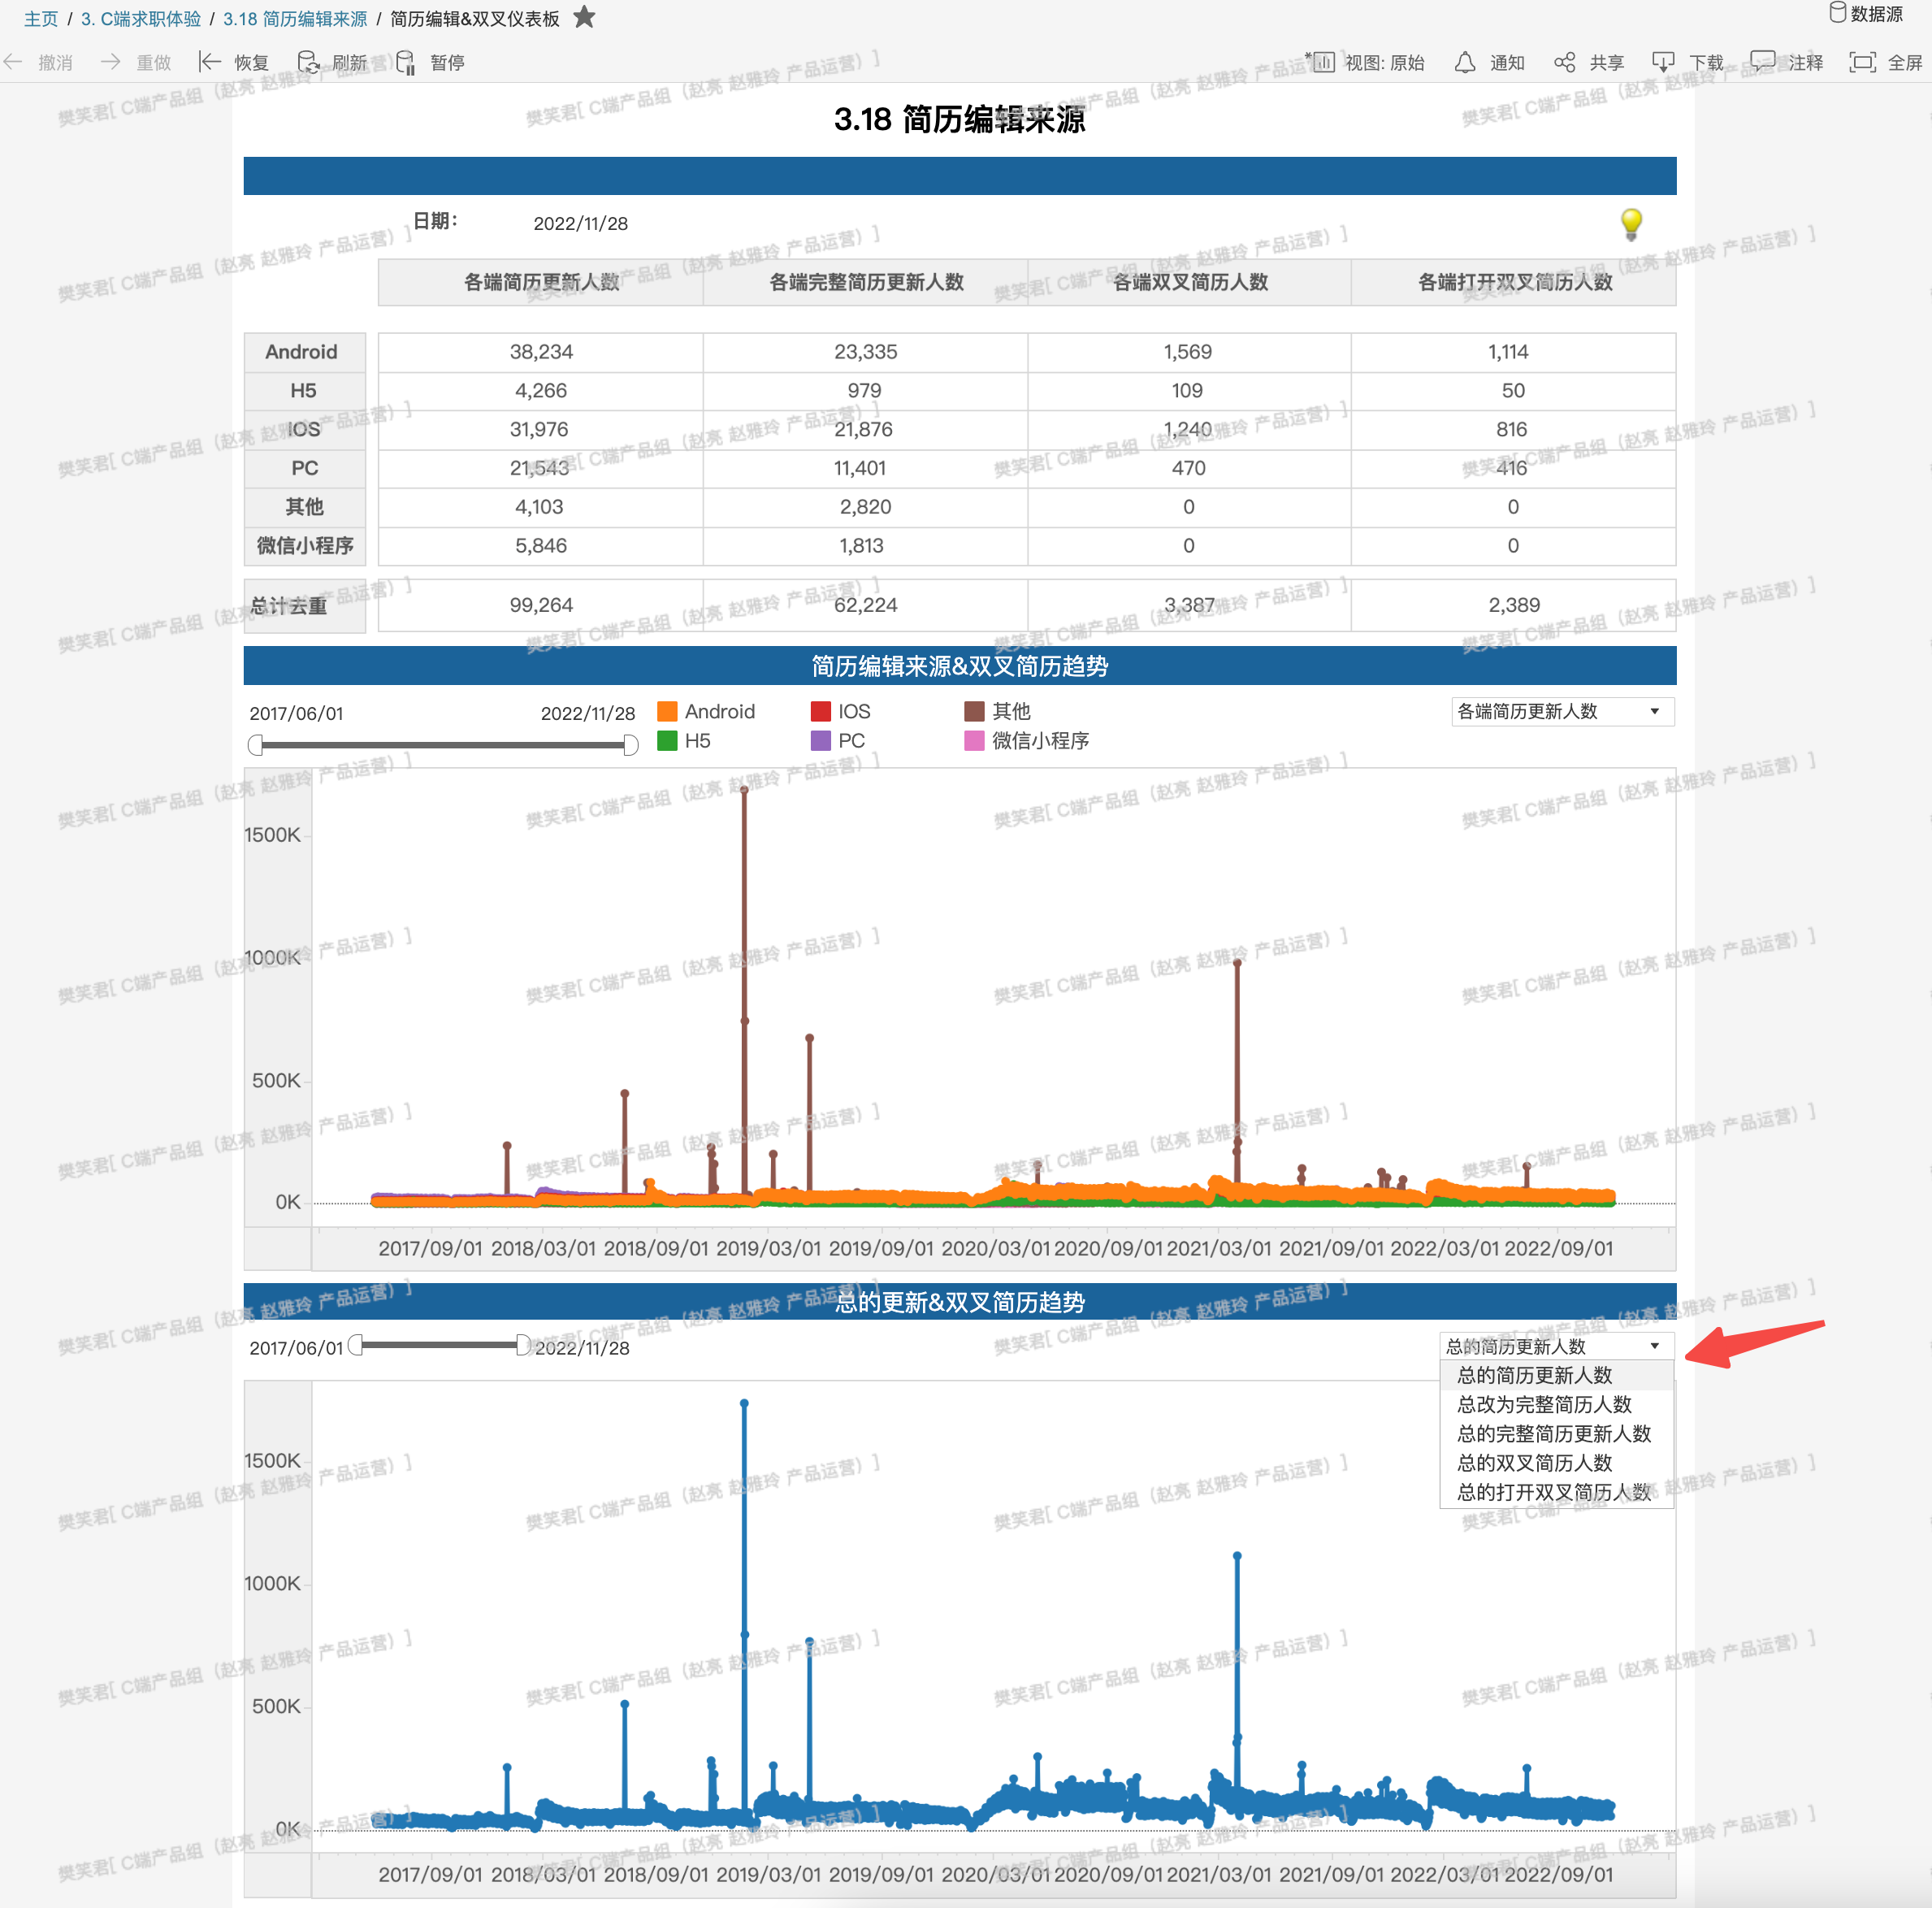 主页 / 3. C端求职体验 / 3.18 简历编辑来源 / 简历编辑&双叉仪表板
数据源
撤消 重做 恢复 刷新 暂停 视图: 原始 通知 共享 下载 注释 全屏
3.18 简历编辑来源
日期： 2022/11/28
各端简历更新人数 各端完整简历更新人数 各端双叉简历人数 各端打开双叉简历人数
Android 38,234 23,335 1,569 1,114
H5 4,266 979 109 50
IOS 31,976 21,876 1,240 816
PC 21,543 11,401 470 416
其他 4,103 2,820 0 0
微信小程序 5,846 1,813 0 0
总计去重 99,264 62,224 3,387 2,389
简历编辑来源&双叉简历趋势
2017/06/01 2022/11/28 Android IOS 其他 各端简历更新人数
H5 PC 微信小程序
1500K
1000K
500K
0K
2017/09/01 2018/03/01 2018/09/01 2019/03/01 2019/09/01 2020/03/01 2020/09/01 2021/03/01 2021/09/01 2022/03/01 2022/09/01
总的更新&双叉简历趋势
2017/06/01 2022/11/28 总的简历更新人数
总的简历更新人数
总改为完整简历人数
总的完整简历更新人数
总的双叉简历人数
总的打开双叉简历人数
1500K
1000K
500K
0K
2017/09/01 2018/03/01 2018/09/01 2019/03/01 2019/09/01 2020/03/01 2020/09/01 2021/03/01 2021/09/01 2022/03/01 2022/09/01
樊笑君[ C端产品组（赵亮 赵雅玲 产品运营）]